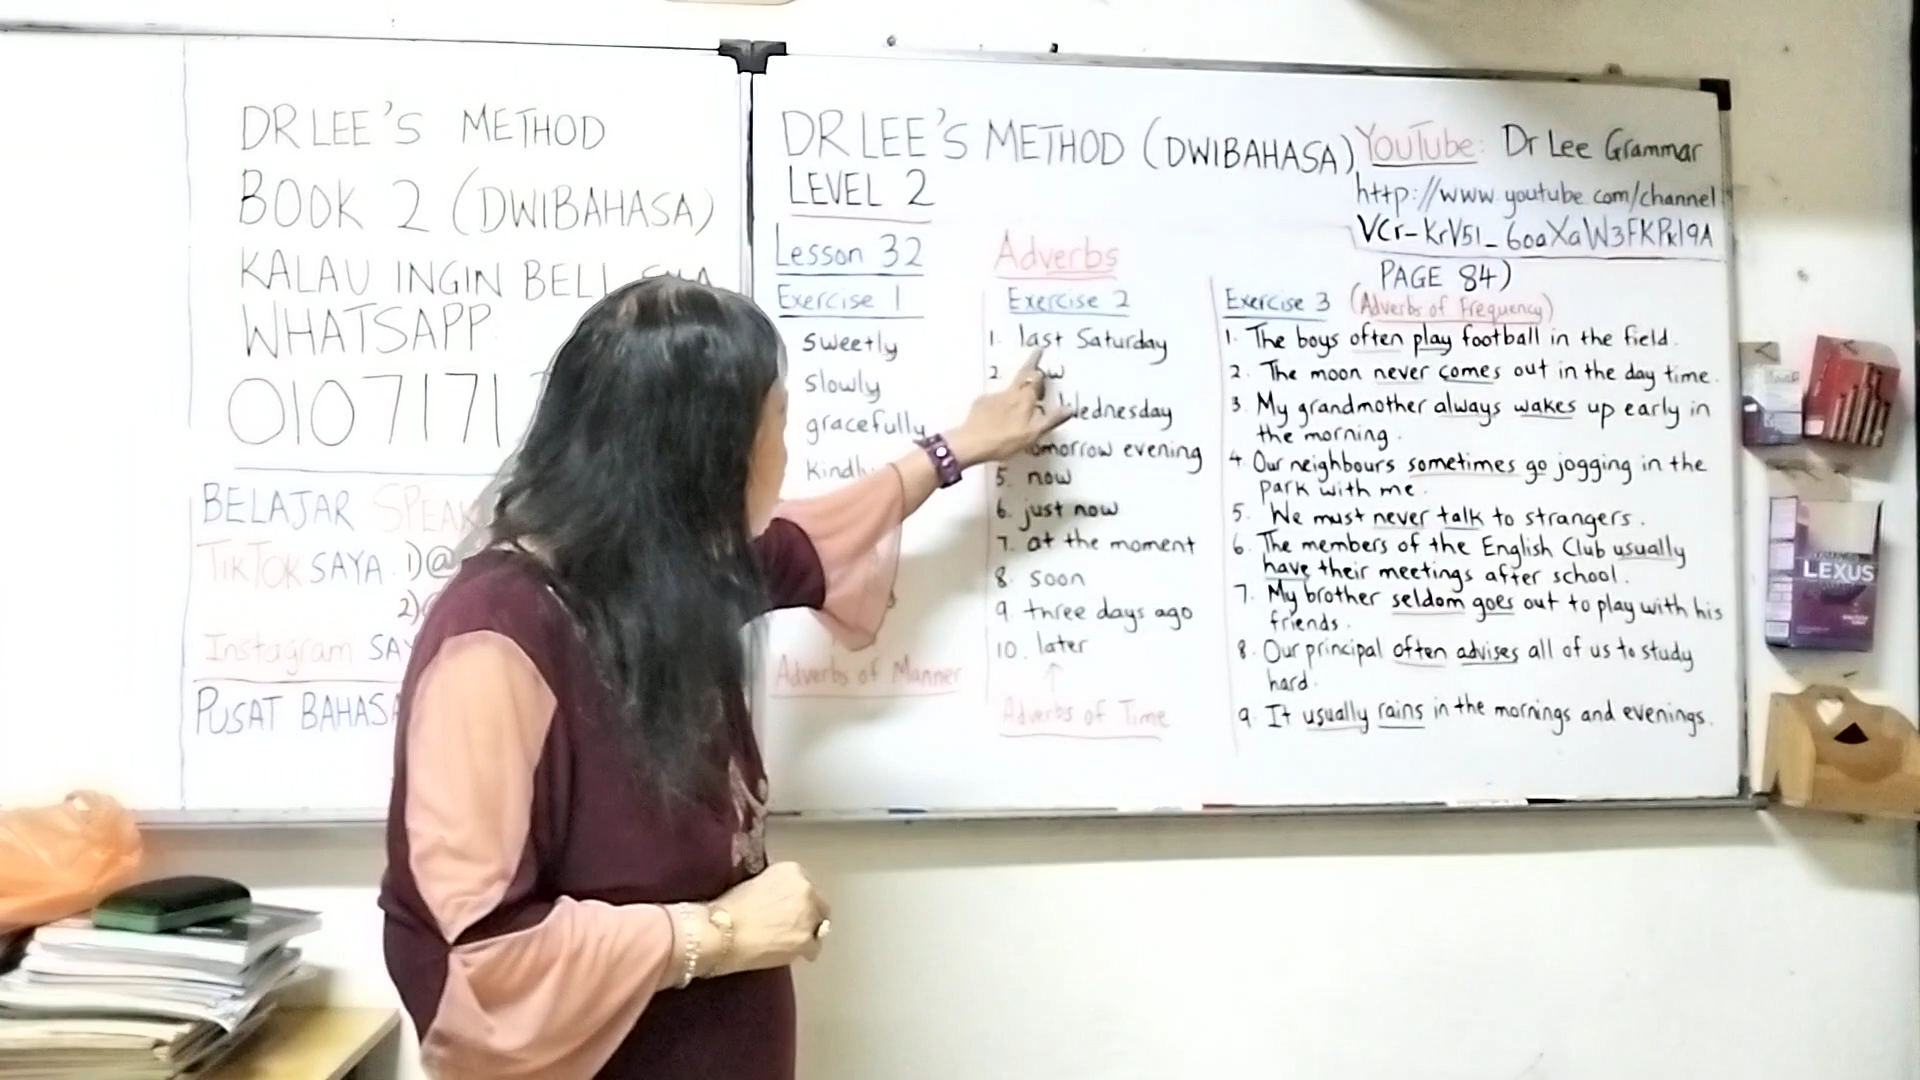 DR LEE'S METHOD
BOOK 2 (DWIBAHASA)
KALAU INGIN BELI
WHATSAPP
0107171
BELAJAR SPEAK
TIKTOK SAYA 1)@
2)@
Instagram SAY
PUSAT BAHASA
DR LEE'S METHOD (DWIBAHASA)
LEVEL 2
YouTube: Dr Lee Grammar
http://www.youtube.com/channel
VCr-KrV51_6oaXaW3FKPkl9A
PAGE 84)
Lesson 32
Adverbs
Exercise 1
sweetly
slowly
gracefully
kindly
Adverbs of Manner
Exercise 2
1. last Saturday
2.
3. Wednesday
tomorrow evening
5. now
6. just now
7. at the moment
8. soon
9. three days ago
10. later
Adverbs of Time
Exercise 3 (Adverbs of Frequency)
1. The boys often play football in the field.
2. The moon never comes out in the day time.
3. My grandmother always wakes up early in
the morning.
4. Our neighbours sometimes go jogging in the
park with me.
5. We must never talk to strangers.
6. The members of the English Club usually
have their meetings after school.
7. My brother seldom goes out to play with his
friends.
8. Our principal often advises all of us to study
hard.
9. It usually rains in the mornings and evenings.
LEXUS